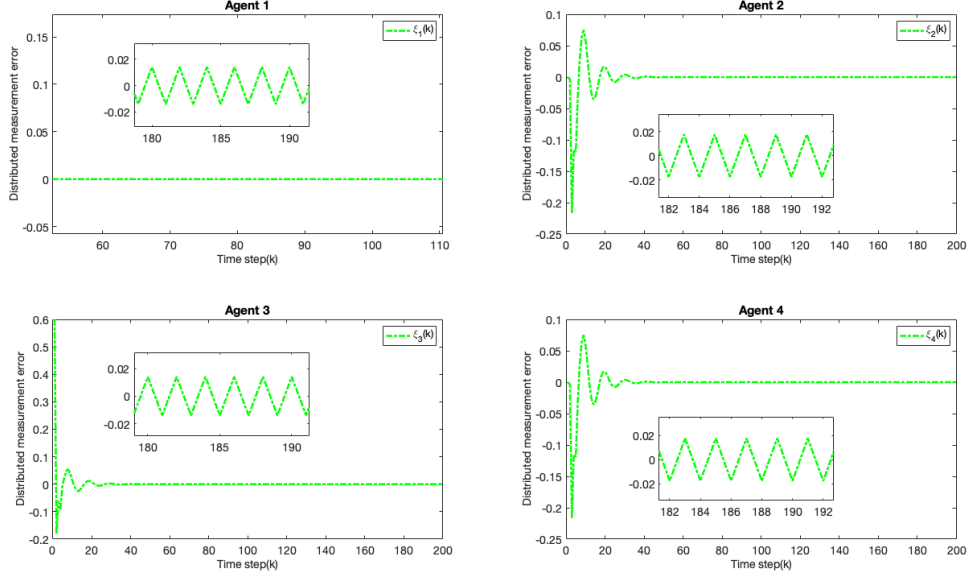 Agent 1
ξ1(k)
Distributed measurement error
0.15
0.1
0.05
0
-0.05
0.02
0
-0.02
180 185 190
60 70 80 90 100 110
Time step(k)
Agent 2
ξ2(k)
Distributed measurement error
0.1
0.05
0
-0.05
-0.1
-0.15
-0.2
-0.25
0.02
0
-0.02
182 184 186 188 190 192
0 20 40 60 80 100 120 140 160 180 200
Time step(k)
Agent 3
ξ3(k)
Distributed measurement error
0.6
0.5
0.4
0.3
0.2
0.1
0
-0.1
-0.2
0.02
0
-0.02
180 185 190
0 20 40 60 80 100 120 140 160 180 200
Time step(k)
Agent 4
ξ4(k)
Distributed measurement error
0.1
0.05
0
-0.05
-0.1
-0.15
-0.2
-0.25
0.02
0
-0.02
182 184 186 188 190 192
0 20 40 60 80 100 120 140 160 180 200
Time step(k)